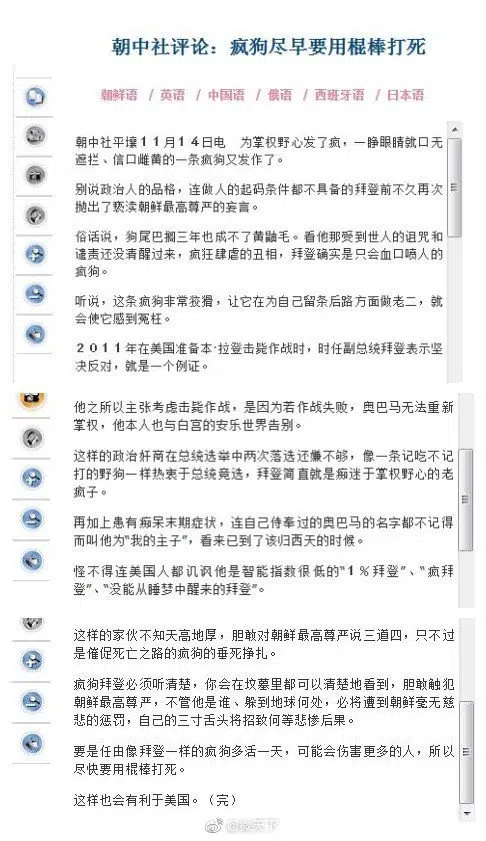 朝中社评论：疯狗尽早要用棍棒打死
朝鲜语 / 英语 / 中国语 / 俄语 / 西班牙语 / 日本语
朝中社平壤１１月１４日电　为掌权野心发了疯，一睁眼睛就口无
遮拦、信口雌黄的一条疯狗又发作了。
别说政治人的品格，连做人的起码条件都不具备的拜登前不久再次
抛出了亵渎朝鲜最高尊严的妄言。
俗话说，狗尾巴搁三年也成不了黄鼬毛。看他那受到世人的诅咒和
谴责还没清醒过来，疯狂肆虐的丑相，拜登确实是只会血口喷人的
疯狗。
听说，这条疯狗非常狡猾，让它在为自己留条后路方面做老二，就
会使它感到冤枉。
２０１１年在美国准备本·拉登击毙作战时，时任副总统拜登表示坚
决反对，就是一个例证。
他之所以主张考虑击毙作战，是因为若作战失败，奥巴马无法重新
掌权，他本人也与白宫的安乐世界告别。
这样的政治奸商在总统选举中两次落选还嫌不够，像一条记吃不记
打的野狗一样热衷于总统竞选，拜登简直就是痴迷于掌权野心的老
疯子。
再加上患有痴呆末期症状，连自己侍奉过的奥巴马的名字都不记得
而叫他为“我的主子”，看来已到了该归西天的时候。
怪不得连美国人都讥讽他是智能指数很低的“１％拜登”、“疯拜
登”、“没能从睡梦中醒来的拜登”。
这样的家伙不知天高地厚，胆敢对朝鲜最高尊严说三道四，只不过
是催促死亡之路的疯狗的垂死挣扎。
疯狗拜登必须听清楚，你会在坟墓里都可以清楚地看到，胆敢触犯
朝鲜最高尊严，不管他是谁、躲到地球何处，必将遭到朝鲜毫无慈
悲的惩罚，自己的三寸舌头将招致何等悲惨后果。
要是任由像拜登一样的疯狗多活一天，可能会伤害更多的人，所以
尽快要用棍棒打死。
这样也会有利于美国。（完）
@微天下